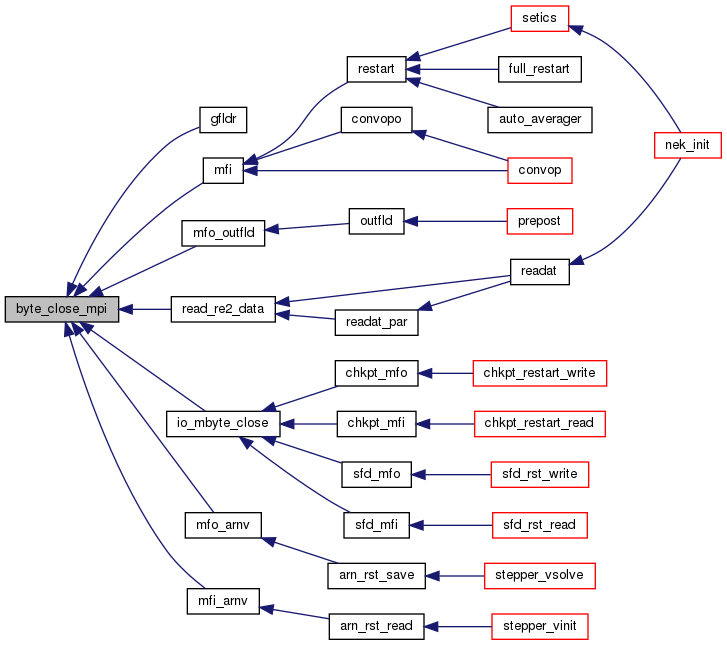 setics
restart
full_restart
gfldr
convopo
auto_averager
nek_init
mfi
convop
mfo_outfld
outfld
prepost
readat
byte_close_mpi
read_re2_data
readat_par
chkpt_mfo
chkpt_restart_write
io_mbyte_close
chkpt_mfi
chkpt_restart_read
sfd_mfo
sfd_rst_write
mfo_arnv
sfd_mfi
sfd_rst_read
arn_rst_save
stepper_vsolve
mfi_arnv
arn_rst_read
stepper_vinit